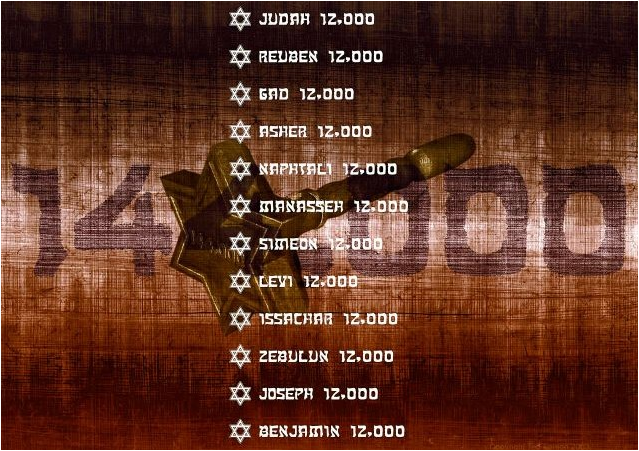 JUDAH 12,000
REUBEN 12,000
GAD 12,000
ASHER 12,000
NAPHTALI 12,000
MANASSEH 12,000
SIMEON 12,000
LEVI 12,000
ISSACHAR 12,000
ZEBULUN 12,000
JOSEPH 12,000
BENJAMIN 12,000